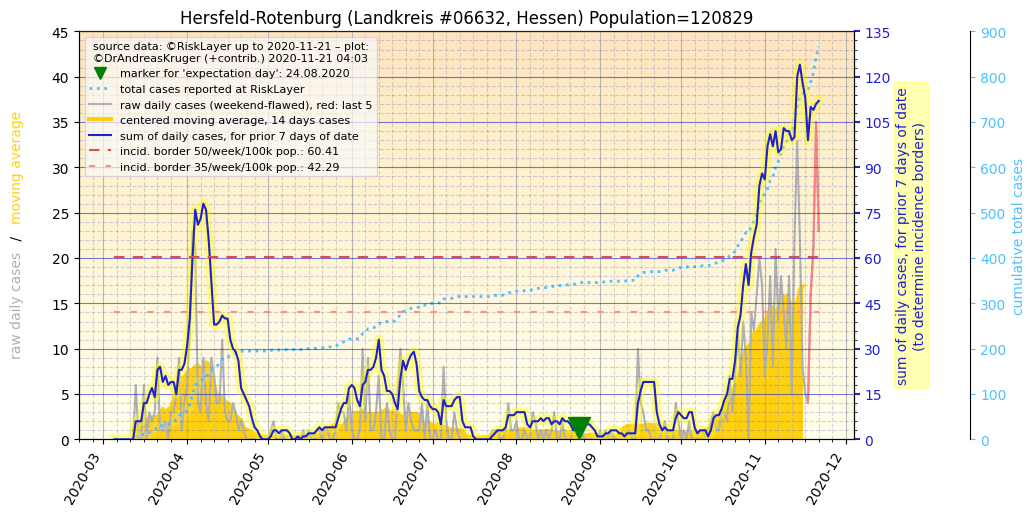 Hersfeld-Rotenburg (Landkreis #06632, Hessen) Population=120829
source data: ©RiskLayer up to 2020-11-21 – plot:
©DrAndreasKruger (+contrib.) 2020-11-21 04:03
marker for 'expectation day': 24.08.2020
total cases reported at RiskLayer
raw daily cases (weekend-flawed), red: last 5
centered moving average, 14 days cases
sum of daily cases, for prior 7 days of date
incid. border 50/week/100k pop.: 60.41
incid. border 35/week/100k pop.: 42.29
raw daily cases / moving average
45
40
35
30
25
20
15
10
5
0
135
120
105
90
75
60
45
30
15
0
sum of daily cases, for prior 7 days of date
(to determine incidence borders)
900
800
700
600
500
400
300
200
100
0
cumulative total cases
2020-03
2020-04
2020-05
2020-06
2020-07
2020-08
2020-09
2020-10
2020-11
2020-12